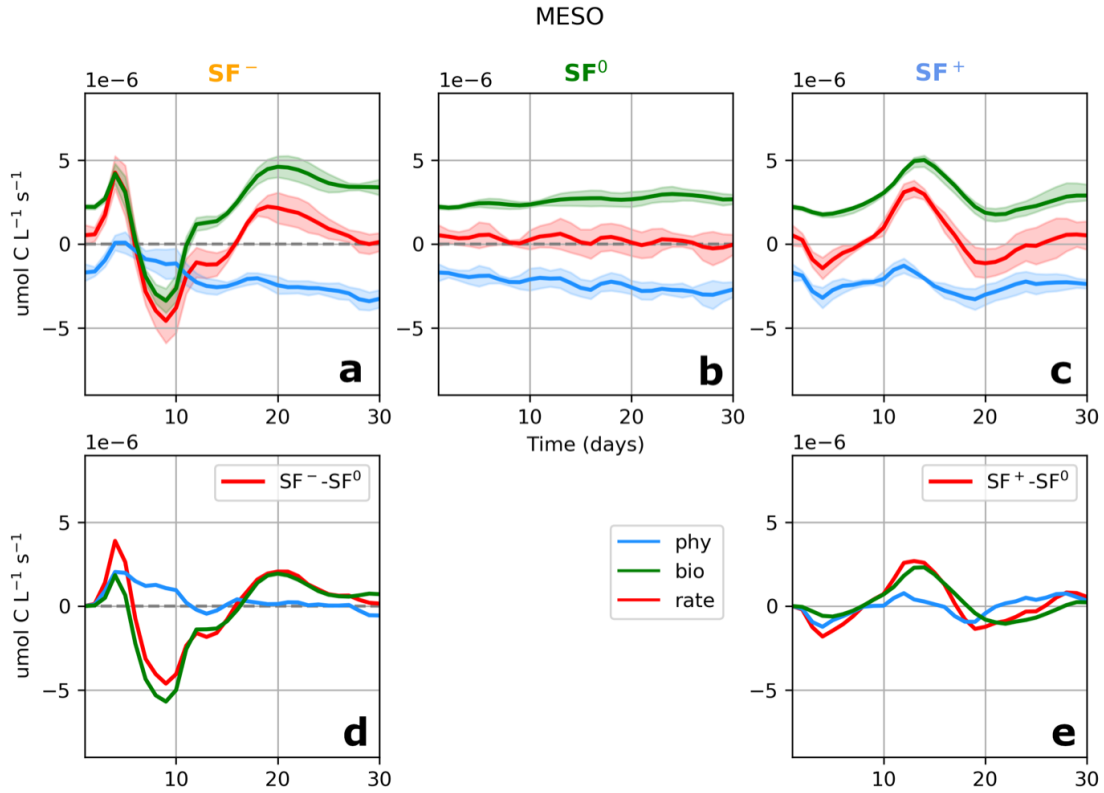 MESO
SF⁻ SF⁰ SF⁺
1e−6 1e−6 1e−6
umol C L⁻¹ s⁻¹
5 5 5
0 0 0
−5 −5 −5
a b c
10 20 30 10 20 30 10 20 30
Time (days)
1e−6 1e−6
umol C L⁻¹ s⁻¹
SF⁻-SF⁰ SF⁺-SF⁰
5 5
0 0
−5 −5
phy
bio
rate
d e
10 20 30 10 20 30